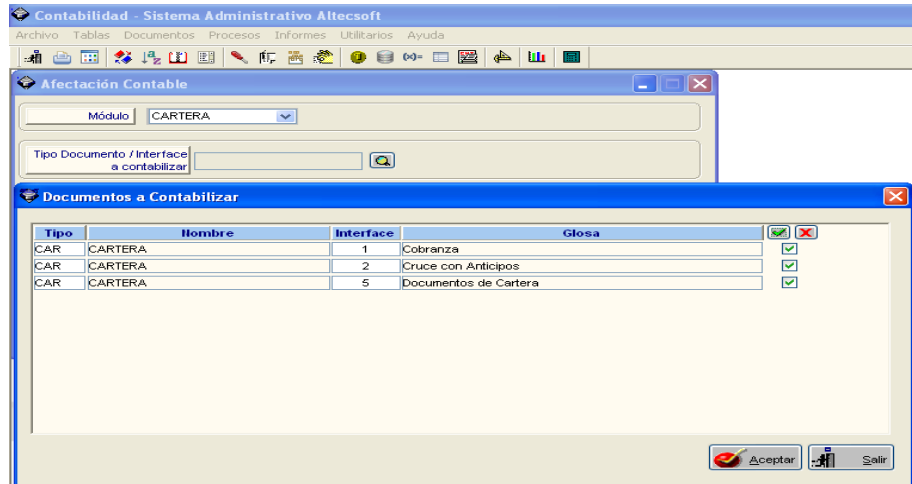 Contabilidad - Sistema Administrativo Altecsoft
Archivo Tablas Documentos Procesos Informes Utilitarios Ayuda
Afectación Contable
Módulo CARTERA
Tipo Documento / Interface
a contabilizar
Documentos a Contabilizar
Tipo Nombre Interface Glosa
CAR CARTERA 1 Cobranza
CAR CARTERA 2 Cruce con Anticipos
CAR CARTERA 5 Documentos de Cartera
Aceptar Salir